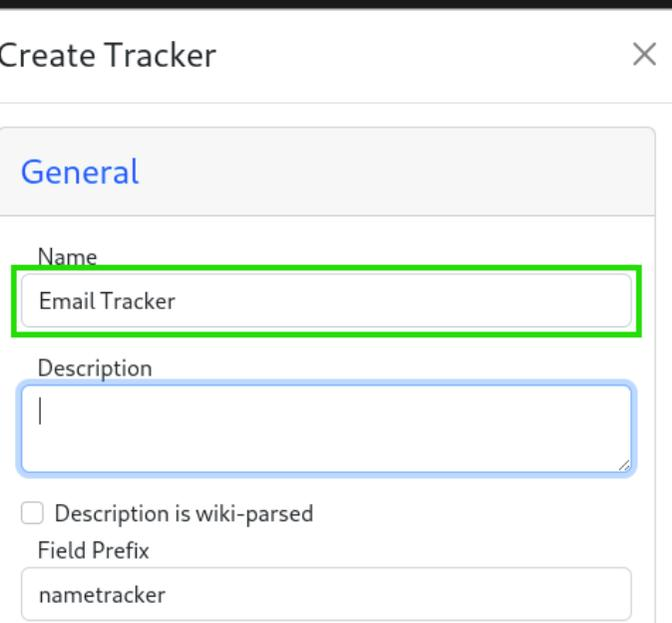 Create Tracker
General
Name
Email Tracker
Description
Description is wiki-parsed
Field Prefix
nametracker